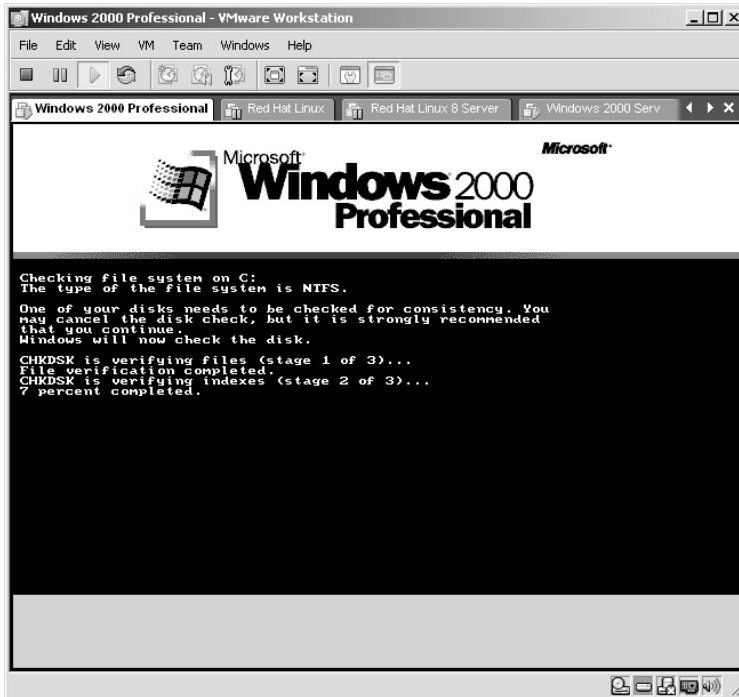 Windows 2000 Professional - VMware Workstation
File Edit View VM Team Windows Help
Windows 2000 Professional Red Hat Linux Red Hat Linux 8 Server Windows 2000 Serv
Microsoft
Microsoft
Windows 2000
Professional
Checking file system on C:
The type of the file system is NTFS.
One of your disks needs to be checked for consistency. You
may cancel the disk check, but it is strongly recommended
that you continue.
Windows will now check the disk.
CHKDSK is verifying files (stage 1 of 3)...
File verification completed.
CHKDSK is verifying indexes (stage 2 of 3)...
7 percent completed.